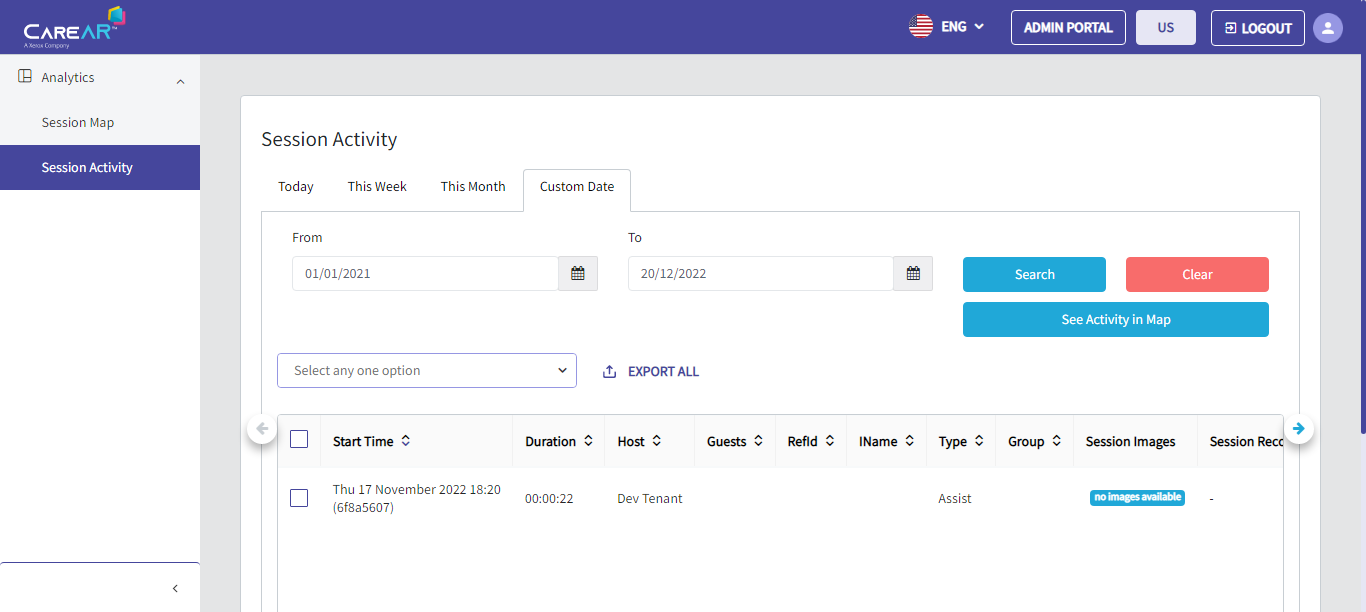 CAREAR™
A Xerox Company
ENG
ADMIN PORTAL
US
LOGOUT
Analytics
Session Map
Session Activity
Session Activity
Today
This Week
This Month
Custom Date
From
To
01/01/2021
20/12/2022
Search
Clear
See Activity in Map
Select any one option
EXPORT ALL
Start Time
Duration
Host
Guests
RefId
IName
Type
Group
Session Images
Session Reco
Thu 17 November 2022 18:20
(6f8a5607)
00:00:22
Dev Tenant
Assist
no images available
-